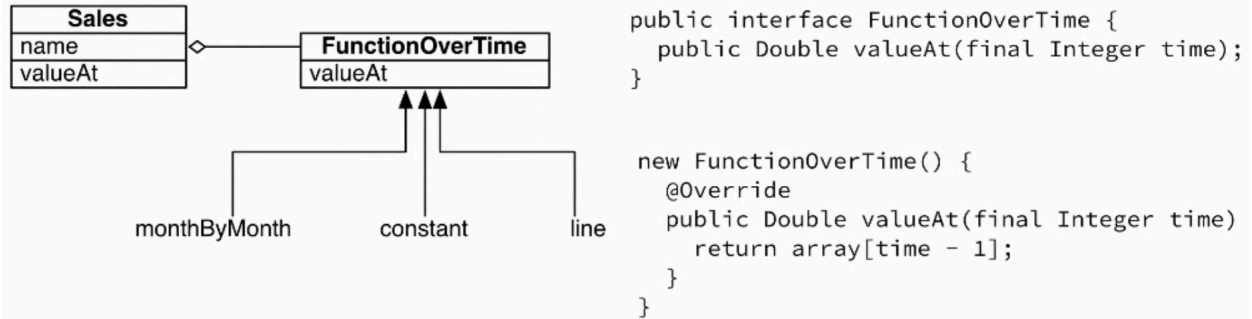 Sales
name
valueAt
FunctionOverTime
valueAt
monthByMonth
constant
line
public interface FunctionOverTime {
  public Double valueAt(final Integer time);
}
new FunctionOverTime() {
  @Override
  public Double valueAt(final Integer time)
    return array[time - 1];
  }
}